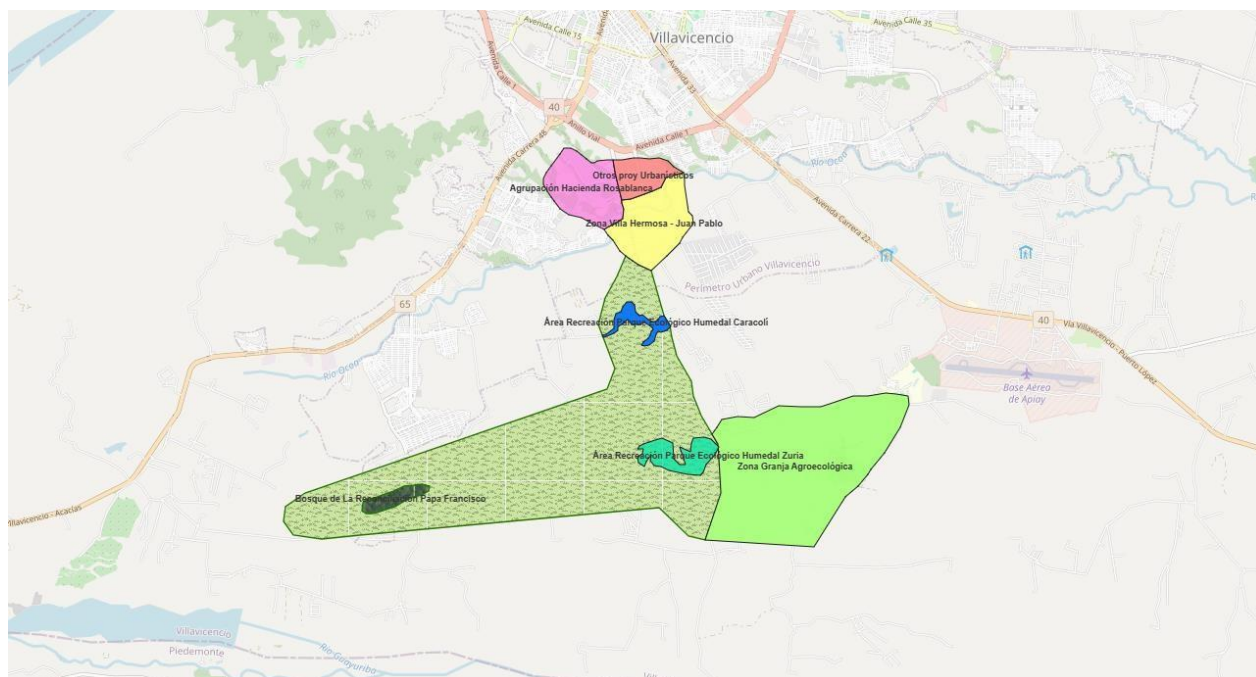 Avenida Calle 35
Avenida Calle 15
Villavicencio
Avenida Calle 1
Avenida 33
40
Anillo Vial
Avenida Calle 1
Avenida Carrera 48
Río Ocoa
Otros proy Urbanísticos
Agrupación Hacienda Rosablanca
Avenida Carrera 22
Zona Villa Hermosa - Juan Pablo
Perímetro Urbano Villavicencio
65
Área Recreación Parque Ecológico Humedal Caracolí
40
Vía Villavicencio - Puerto López
Río Ocoa
Base Aérea
de Apiay
Área Recreación Parque Ecológico Humedal Zuria
Zona Granja Agroecológica
Bosque de La Reconciliación Papa Francisco
Villavicencio - Acacías
Villavicencio
Piedemonte
Río Guayuriba